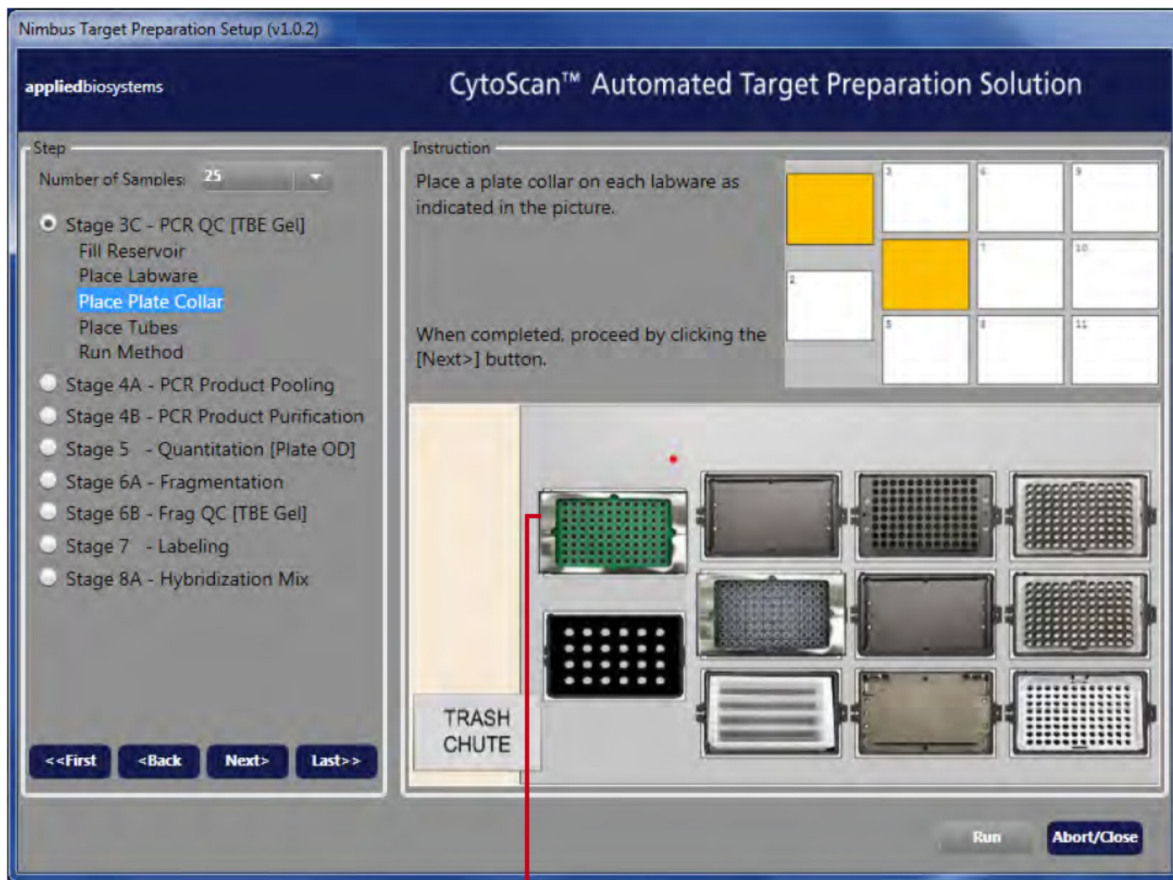 Nimbus Target Preparation Setup (v1.0.2)
appliedbiosystems
CytoScan™ Automated Target Preparation Solution
Step
Number of Samples: 25
Stage 3C - PCR QC [TBE Gel]
Fill Reservoir
Place Labware
Place Plate Collar
Place Tubes
Run Method
Stage 4A - PCR Product Pooling
Stage 4B - PCR Product Purification
Stage 5 - Quantitation [Plate OD]
Stage 6A - Fragmentation
Stage 6B - Frag QC [TBE Gel]
Stage 7 - Labeling
Stage 8A - Hybridization Mix
<<First
<Back
Next>
Last>>
Instruction
Place a plate collar on each labware as
indicated in the picture.
When completed, proceed by clicking the
[Next>] button.
3 6 9
2 7 10
5 8 11
TRASH
CHUTE
Run
Abort/Close